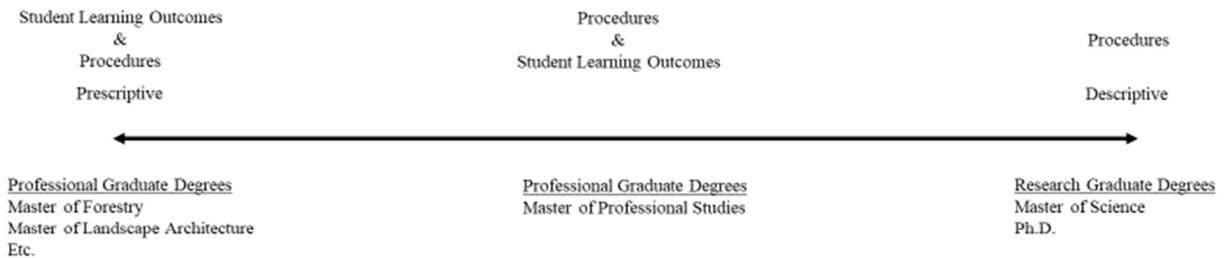 Student Learning Outcomes
&
Procedures
Prescriptive
Procedures
&
Student Learning Outcomes
Procedures
Descriptive
Professional Graduate Degrees
Master of Forestry
Master of Landscape Architecture
Etc.
Professional Graduate Degrees
Master of Professional Studies
Research Graduate Degrees
Master of Science
Ph.D.